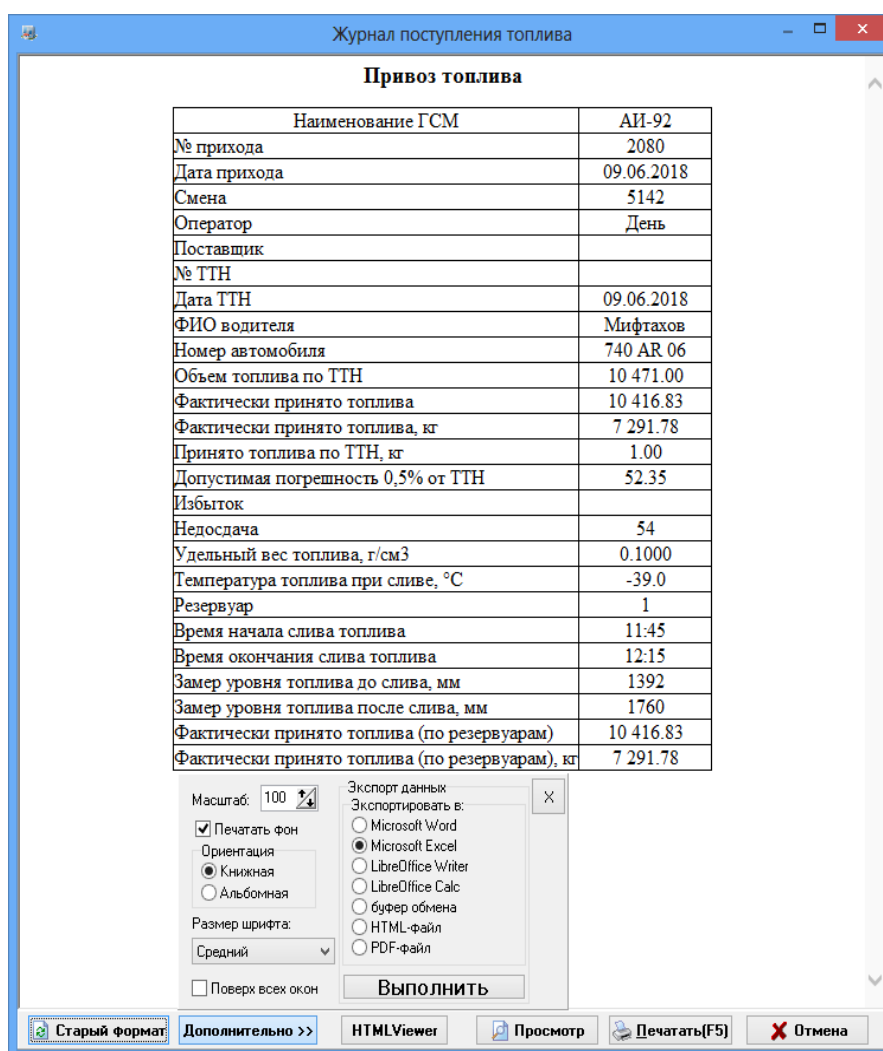 Журнал поступления топлива
Привоз топлива
Наименование ГСМ АИ-92
№ прихода 2080
Дата прихода 09.06.2018
Смена 5142
Оператор День
Поставщик
№ ТТН
Дата ТТН 09.06.2018
ФИО водителя Мифтахов
Номер автомобиля 740 AR 06
Объем топлива по ТТН 10 471.00
Фактически принято топлива 10 416.83
Фактически принято топлива, кг 7 291.78
Принято топлива по ТТН, кг 1.00
Допустимая погрешность 0,5% от ТТН 52.35
Избыток
Недосдача 54
Удельный вес топлива, г/см3 0.1000
Температура топлива при сливе, °С -39.0
Резервуар 1
Время начала слива топлива 11:45
Время окончания слива топлива 12:15
Замер уровня топлива до слива, мм 1392
Замер уровня топлива после слива, мм 1760
Фактически принято топлива (по резервуарам) 10 416.83
Фактически принято топлива (по резервуарам), кг 7 291.78
Масштаб: 100
Печатать фон
Ориентация
Книжная
Альбомная
Размер шрифта:
Средний
Поверх всех окон
Экспорт данных
Экспортировать в:
Microsoft Word
Microsoft Excel
LibreOffice Writer
LibreOffice Calc
буфер обмена
HTML-файл
PDF-файл
Выполнить
X
Старый формат Дополнительно >> HTMLViewer Просмотр Печатать(F5) Отмена